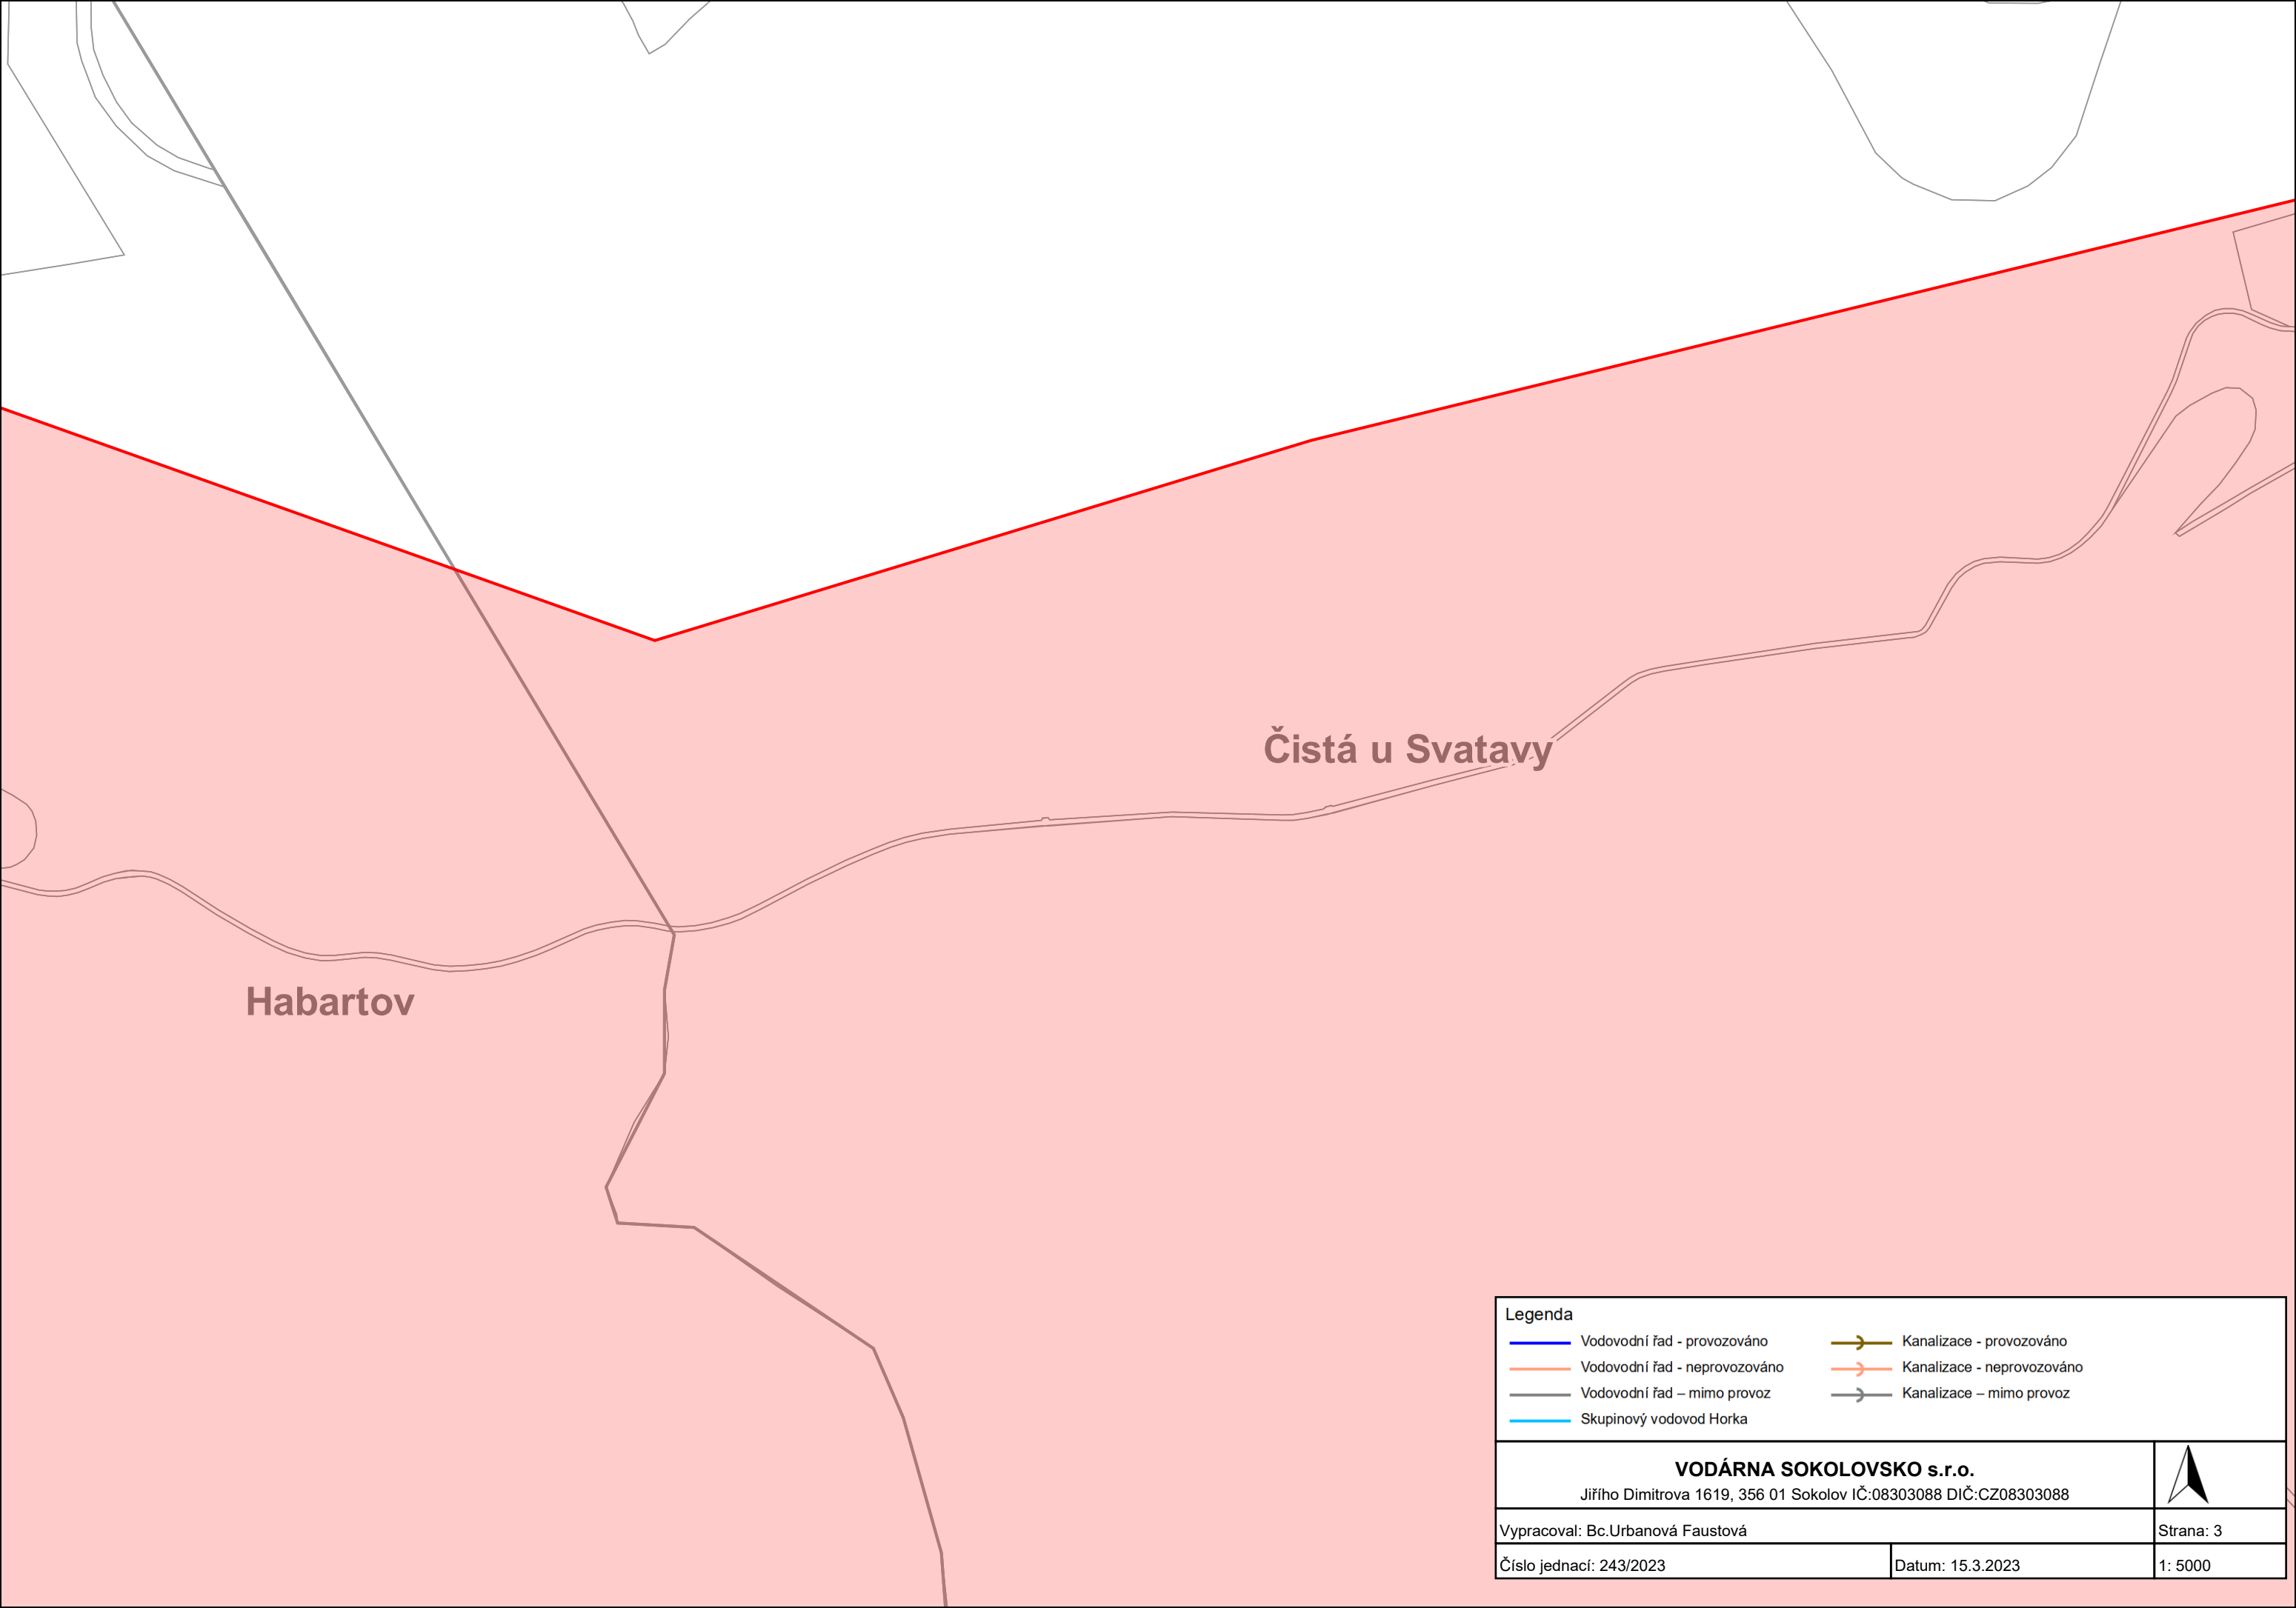 Čistá u Svatavy
Habartov
Legenda
Vodovodní řad - provozováno
Kanalizace - provozováno
Vodovodní řad - neprovozováno
Kanalizace - neprovozováno
Vodovodní řad – mimo provoz
Kanalizace – mimo provoz
Skupinový vodovod Horka
VODÁRNA SOKOLOVSKO s.r.o.
Jiřího Dimitrova 1619, 356 01 Sokolov IČ:08303088 DIČ:CZ08303088
Vypracoval: Bc.Urbanová Faustová
Strana: 3
Číslo jednací: 243/2023
Datum: 15.3.2023
1: 5000